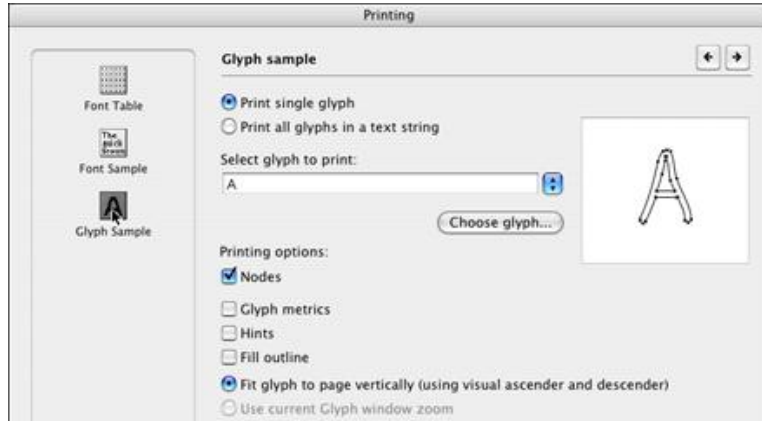 Printing
Font Table
The
quick
brown
Font Sample
Glyph Sample
Glyph sample
Print single glyph
Print all glyphs in a text string
Select glyph to print:
A
Choose glyph...
A
Printing options:
Nodes
Glyph metrics
Hints
Fill outline
Fit glyph to page vertically (using visual ascender and descender)
Use current Glyph window zoom